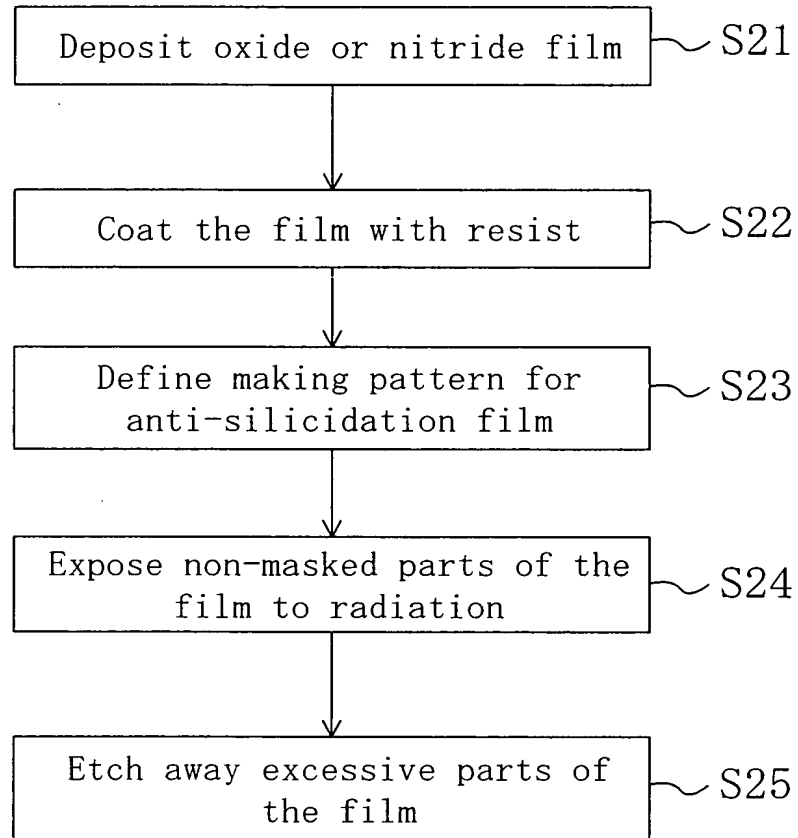 Deposit oxide or nitride film
S21
Coat the film with resist
S22
Define making pattern for
anti-silicidation film
S23
Expose non-masked parts of the
film to radiation
S24
Etch away excessive parts of
the film
S25